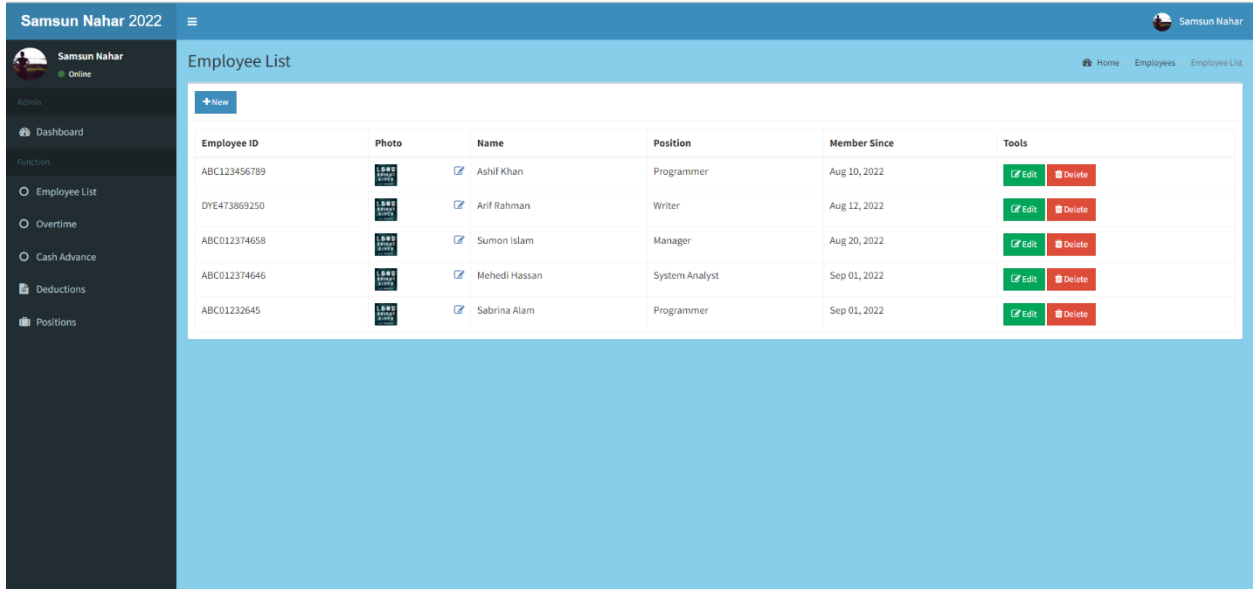 Samsun Nahar 2022
Samsun Nahar
Samsun Nahar
Online
Admin
Dashboard
Function
Employee List
Overtime
Cash Advance
Deductions
Positions
Employee List
Home Employees Employee List
New
Employee ID Photo Name Position Member Since Tools
ABC123456789 Ashif Khan Programmer Aug 10, 2022 Edit Delete
DYE473869250 Arif Rahman Writer Aug 12, 2022 Edit Delete
ABC012374658 Sumon Islam Manager Aug 20, 2022 Edit Delete
ABC012374646 Mehedi Hassan System Analyst Sep 01, 2022 Edit Delete
ABC01232645 Sabrina Alam Programmer Sep 01, 2022 Edit Delete